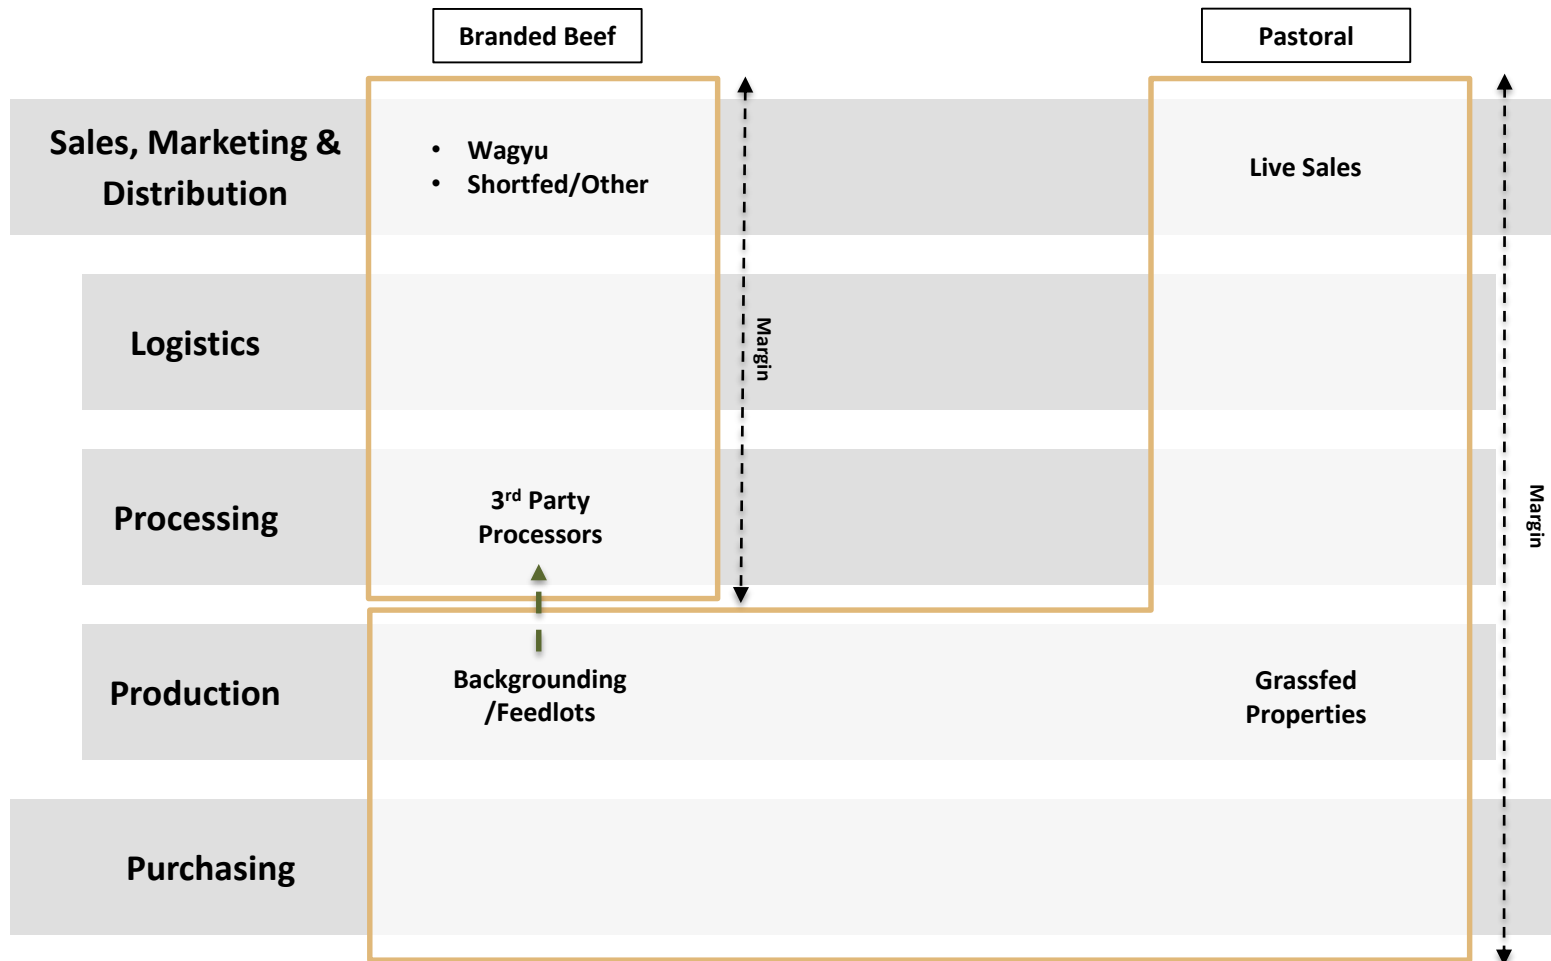 Branded Beef
Pastoral
Sales, Marketing &
Distribution
• Wagyu
• Shortfed/Other
Live Sales
Logistics
Margin
Processing
3rd Party
Processors
Margin
Production
Backgrounding
/Feedlots
Grassfed
Properties
Purchasing